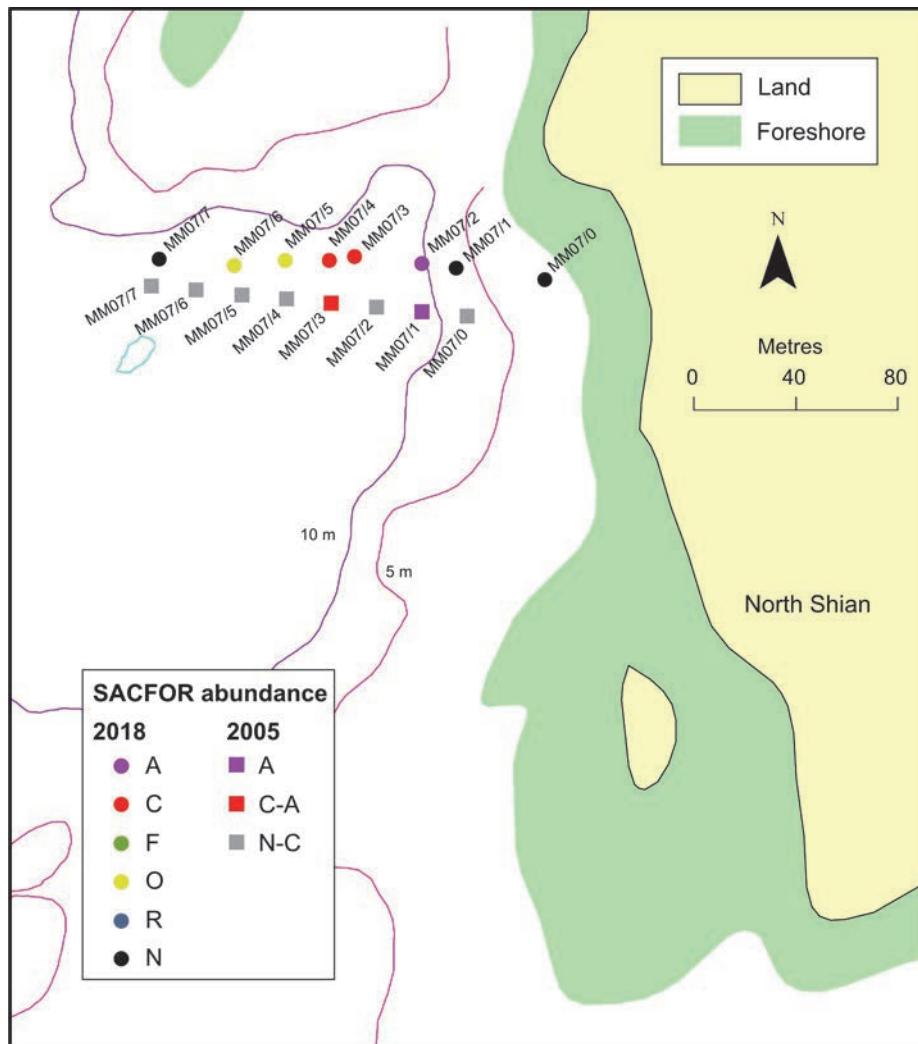 Land
Foreshore
N
Metres
0 40 80
MM07/7
MM07/6
MM07/5
MM07/4
MM07/3
MM07/2
MM07/1
MM07/0
MM07/7
MM07/6
MM07/5
MM07/4
MM07/3
MM07/2
MM07/1
MM07/0
10 m
5 m
North Shian
SACFOR abundance
2018 2005
A A
C C-A
F N-C
O
R
N